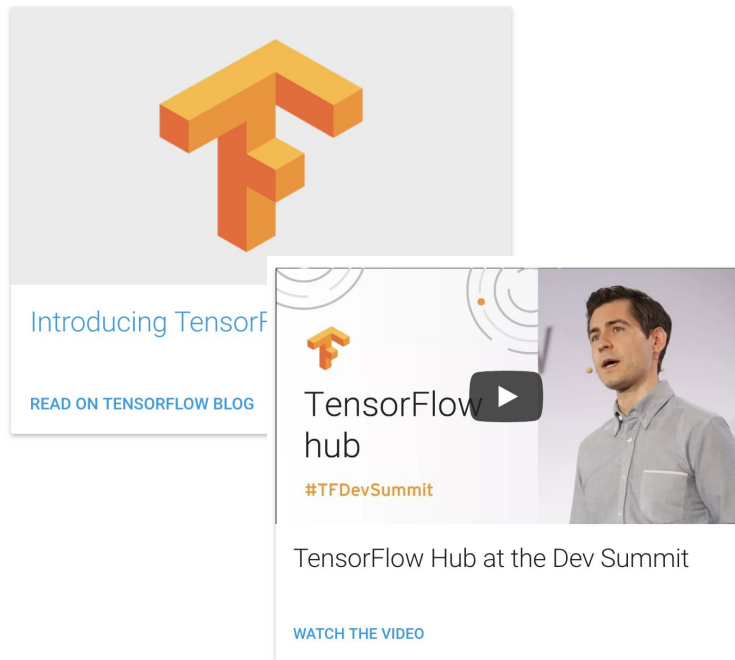 Introducing TensorF
READ ON TENSORFLOW BLOG
TensorFlow
hub
#TFDevSummit
TensorFlow Hub at the Dev Summit
WATCH THE VIDEO